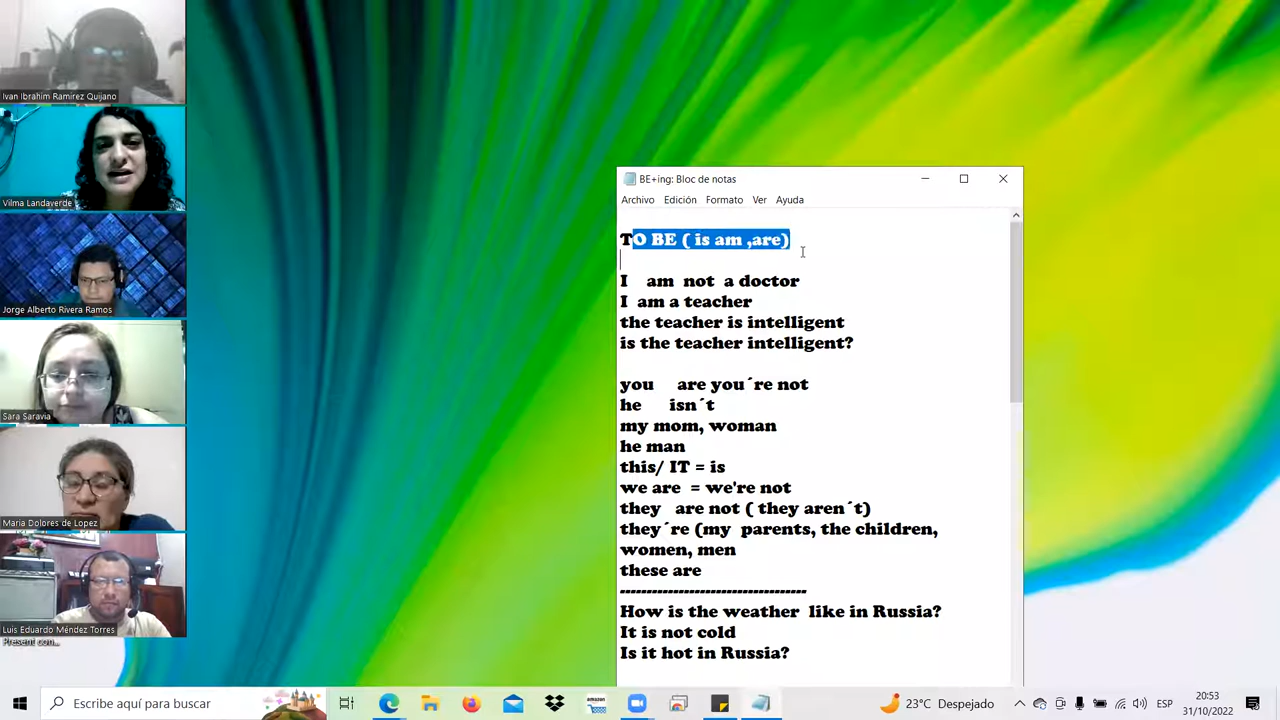 Ivan Ibrahim Ramirez Quijano
Vilma Landaverde
Jorge Alberto Rivera Ramos
Sara Saravia
Maria Dolores de Lopez
Luis Eduardo Méndez Torres
Present con...
BE+ing: Bloc de notas
Archivo Edición Formato Ver Ayuda
TO BE ( is am ,are)
I am not a doctor
I am a teacher
the teacher is intelligent
is the teacher intelligent?
you are you´re not
he isn´t
my mom, woman
he man
this/ IT = is
we are = we're not
they are not ( they aren´t)
they´re (my parents, the children,
women, men
these are
----------------------------------
How is the weather like in Russia?
It is not cold
Is it hot in Russia?
Escribe aquí para buscar
amazon
23°C Despejado
ESP
20:53
31/10/2022